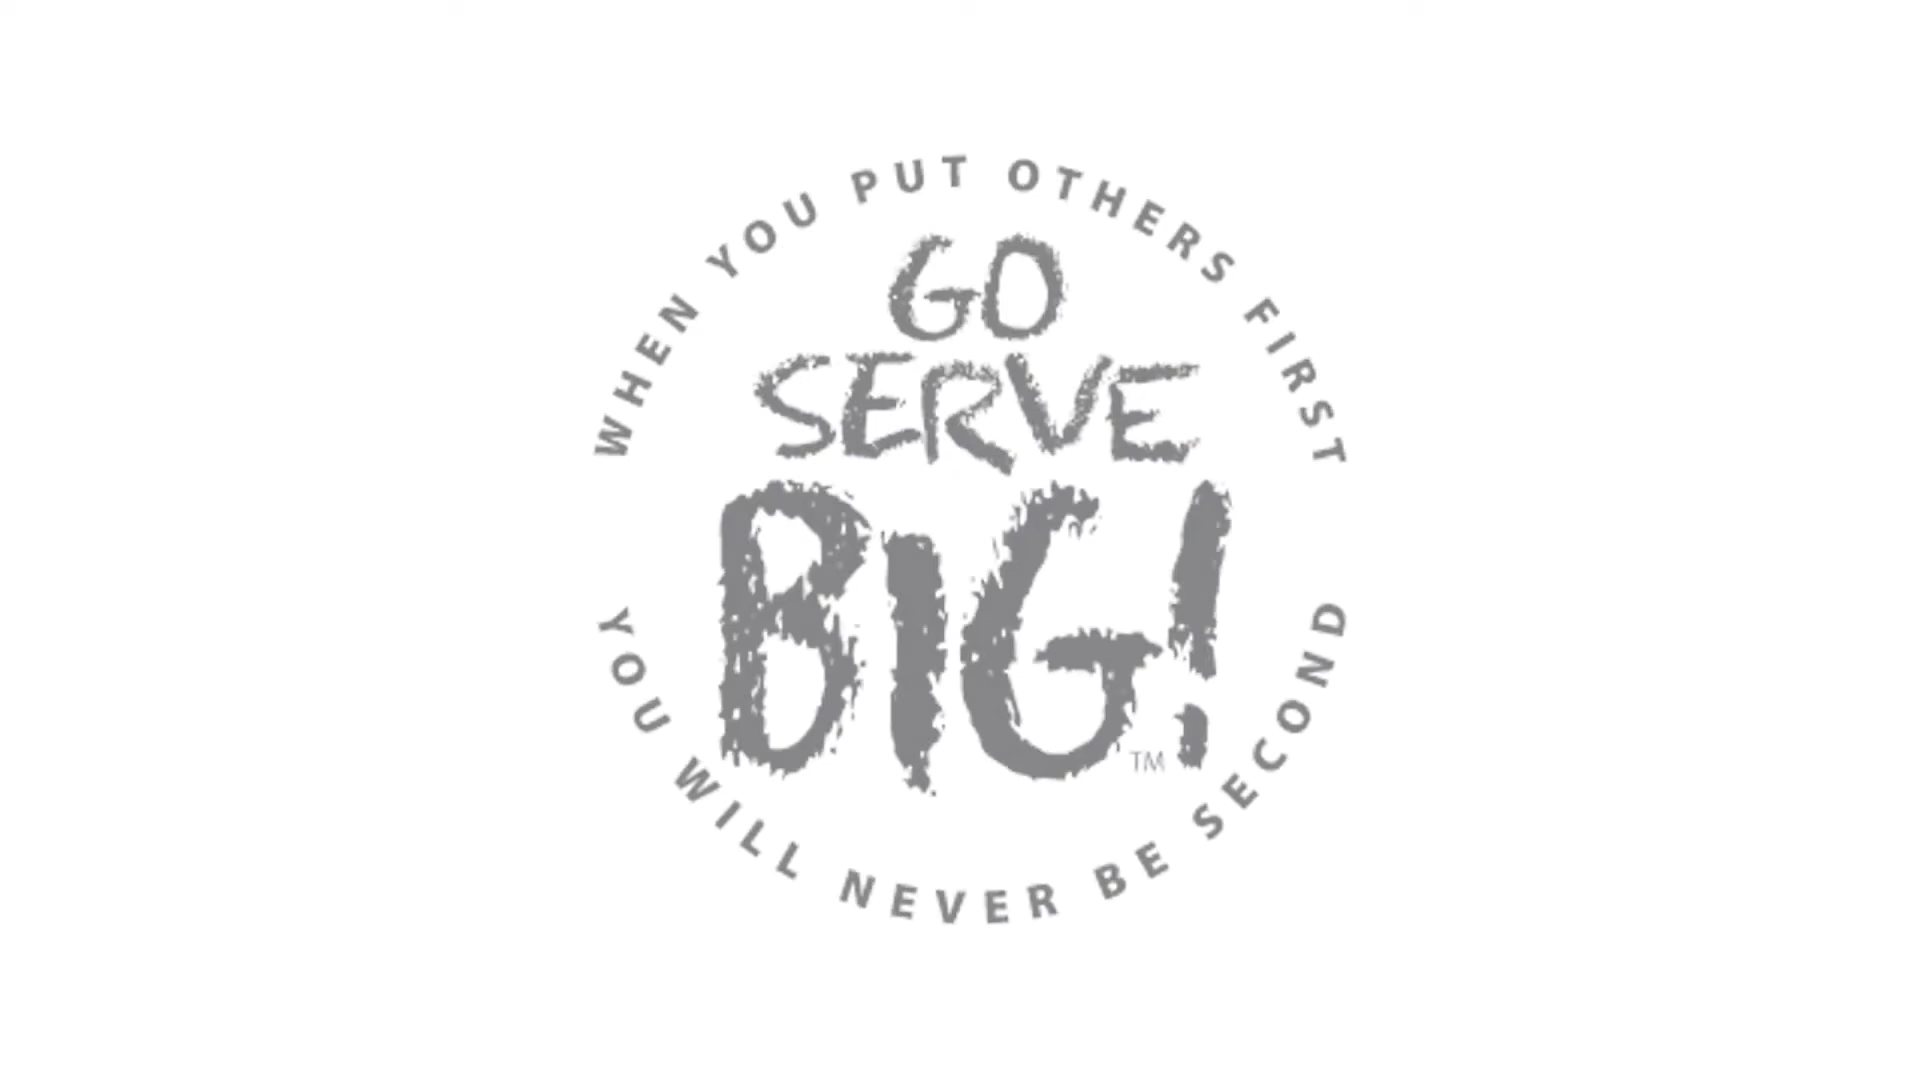 WHEN YOU PUT OTHERS FIRST
GO
SERVE
BIG!
TM
YOU WILL NEVER BE SECOND